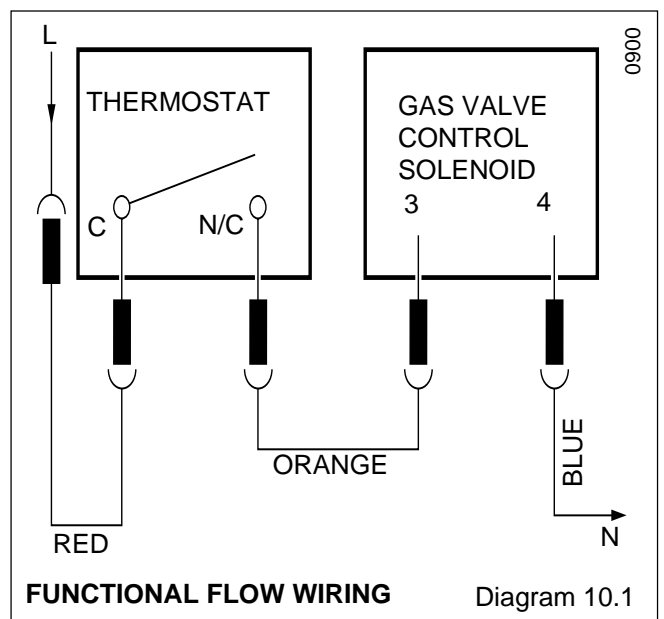 L
0900
THERMOSTAT
GAS VALVE
CONTROL
SOLENOID
3
4
C
N/C
ORANGE
BLUE
RED
N
FUNCTIONAL FLOW WIRING
Diagram 10.1